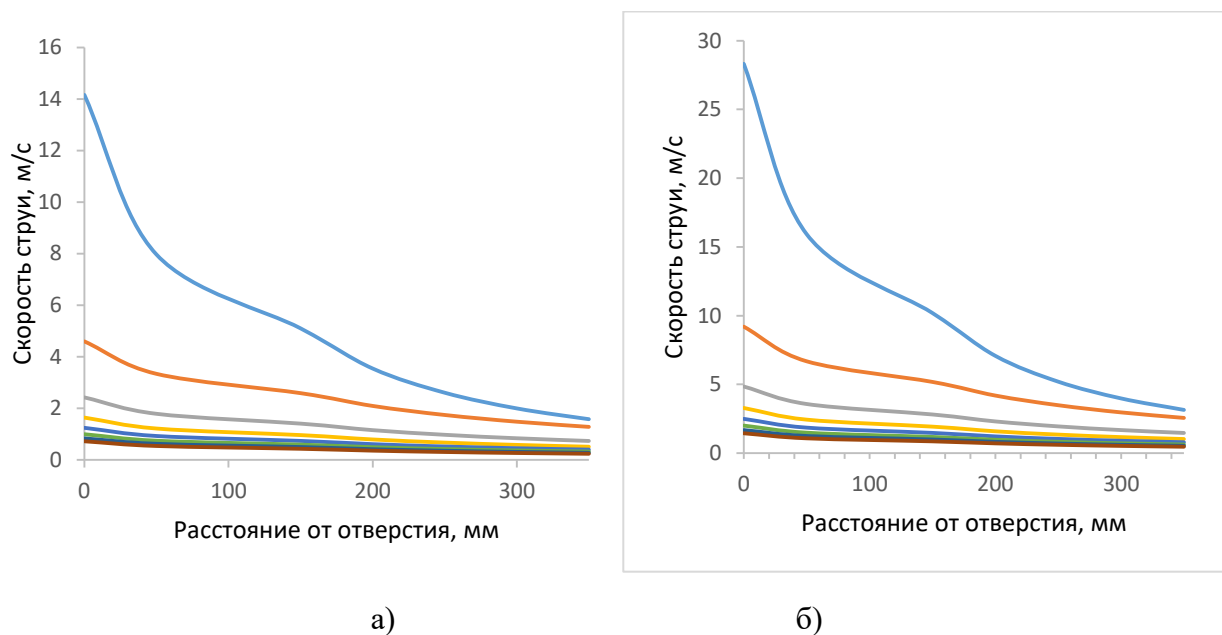 16
14
12
10
8
6
4
2
0
Скорость струи, м/с
0 100 200 300
Расстояние от отверстия, мм
а)
30
25
20
15
10
5
0
Скорость струи, м/с
0 100 200 300
Расстояние от отверстия, мм
б)